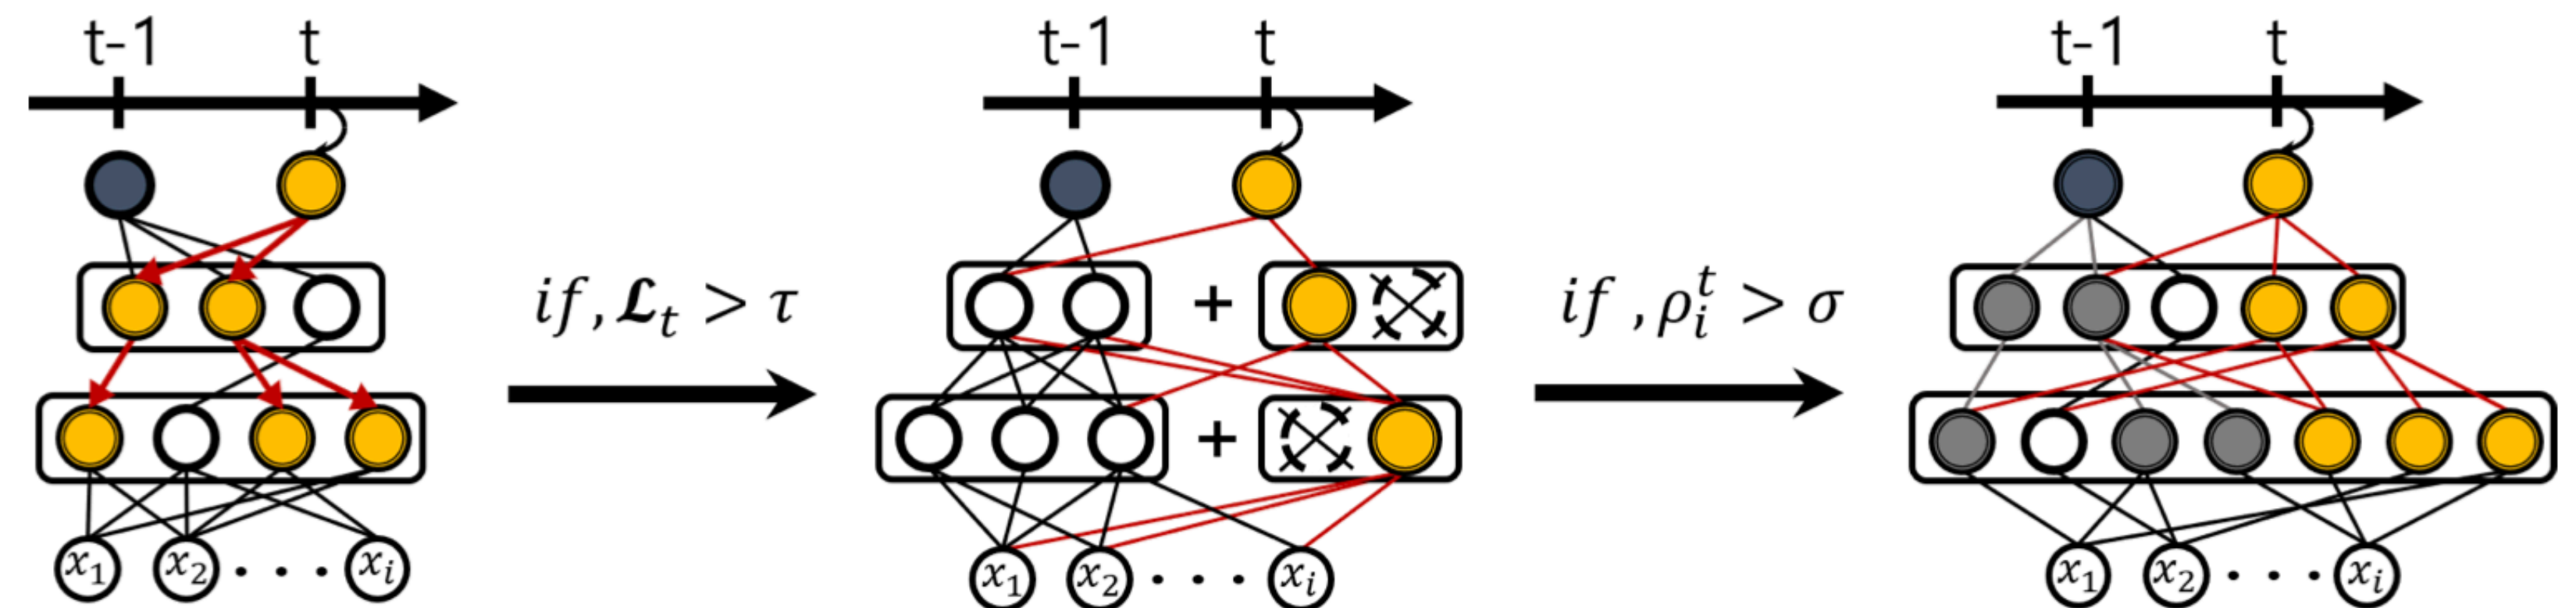 t-1 t
t-1 t
t-1 t
if, 𝓛ₜ > τ
+
if , ρᵢᵗ > σ
+
x₁ x₂ . . . xᵢ
x₁ x₂ . . . xᵢ
x₁ x₂ . . . xᵢ